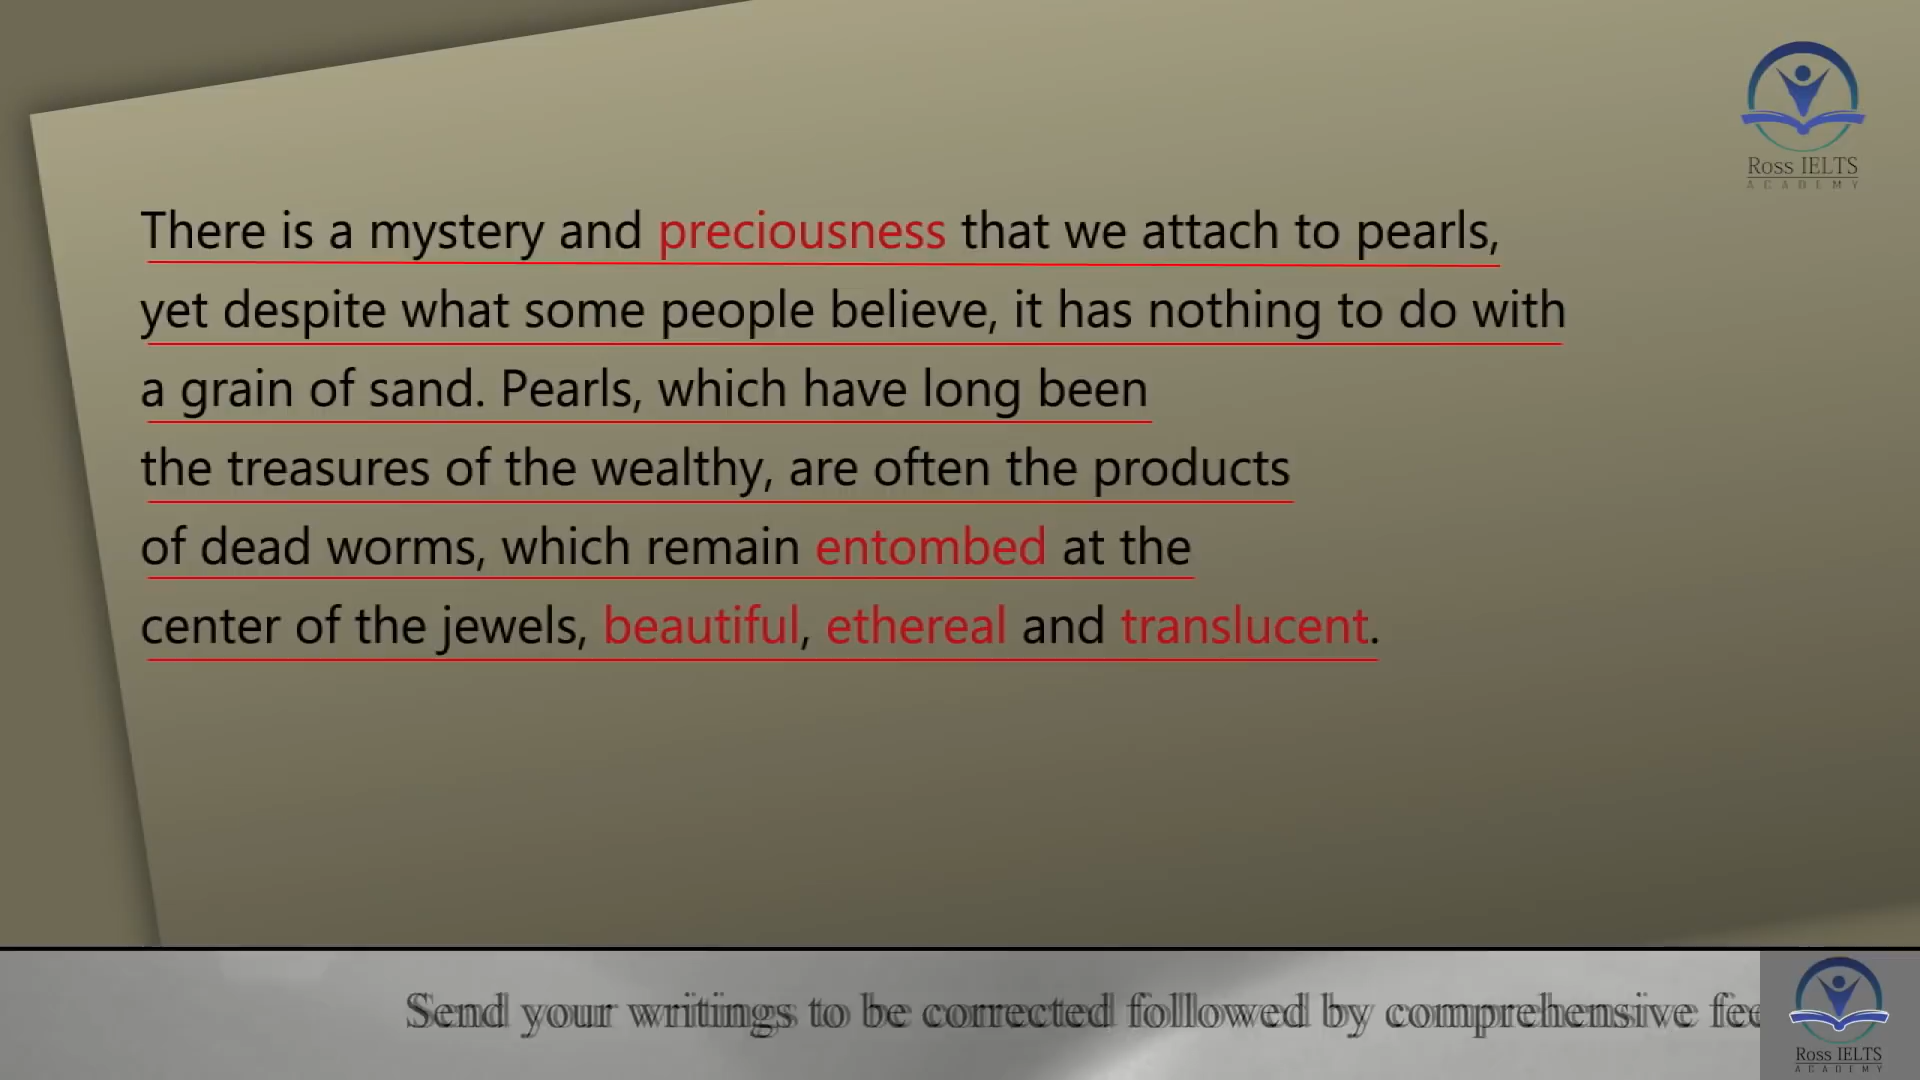 Ross IELTS
ACADEMY
There is a mystery and preciousness that we attach to pearls,
yet despite what some people believe, it has nothing to do with
a grain of sand. Pearls, which have long been
the treasures of the wealthy, are often the products
of dead worms, which remain entombed at the
center of the jewels, beautiful, ethereal and translucent.
Send your writings to be corrected followed by comprehensive fee
Ross IELTS
ACADEMY